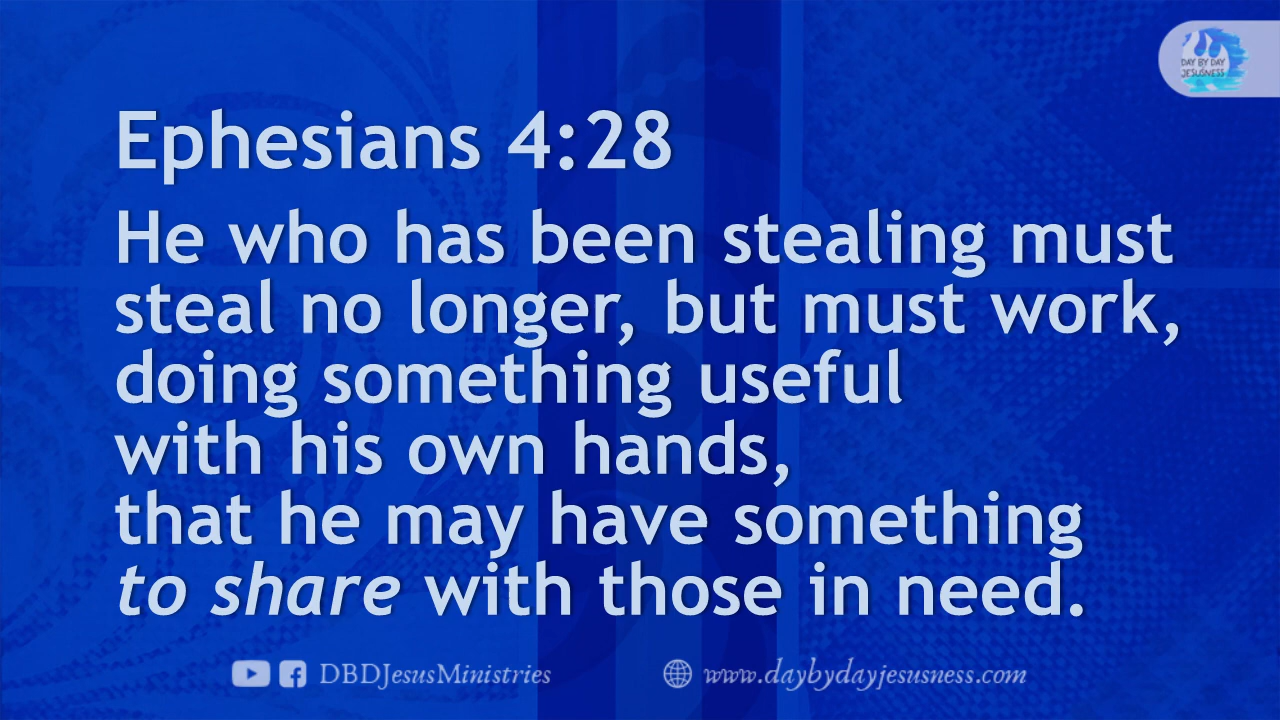 DAY BY DAY
JESUSNESS
Ephesians 4:28
He who has been stealing must
steal no longer, but must work,
doing something useful
with his own hands,
that he may have something
to share with those in need.
DBDJesusMinistries
www.daybydayjesusness.com